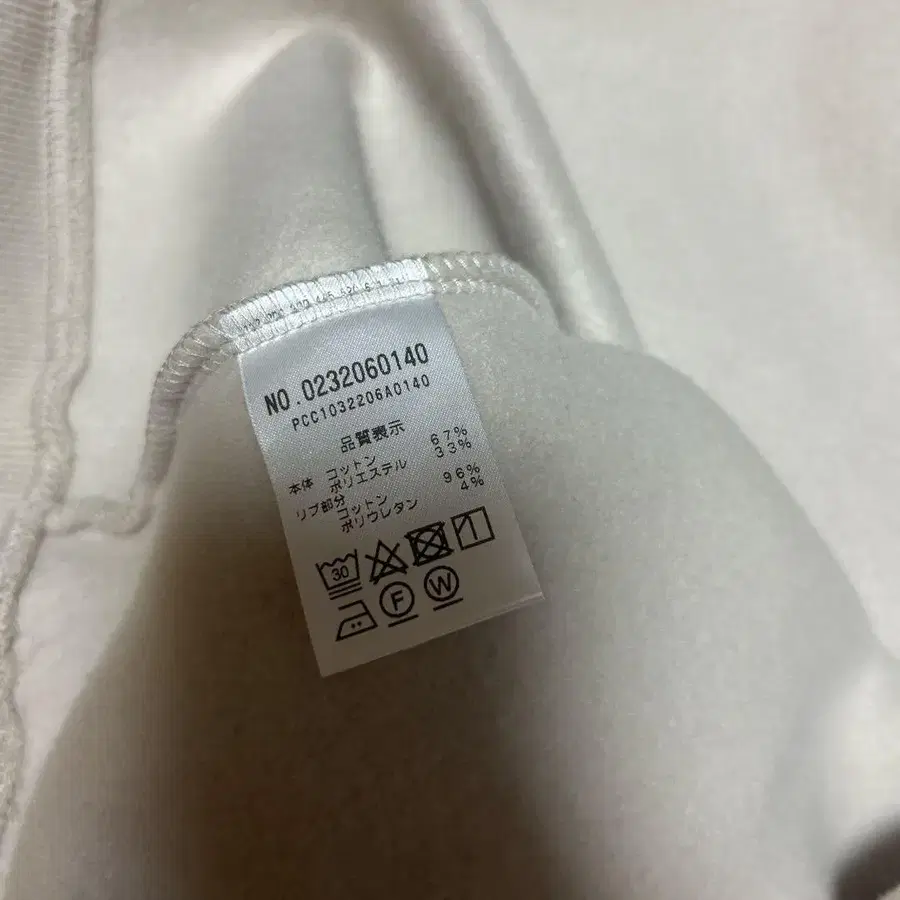 NO.0232060140
PCC1032206A0140
品質表示
本体 コットン 67%
ポリエステル 33%
リブ部分 コットン 96%
ポリウレタン 4%
30
F W